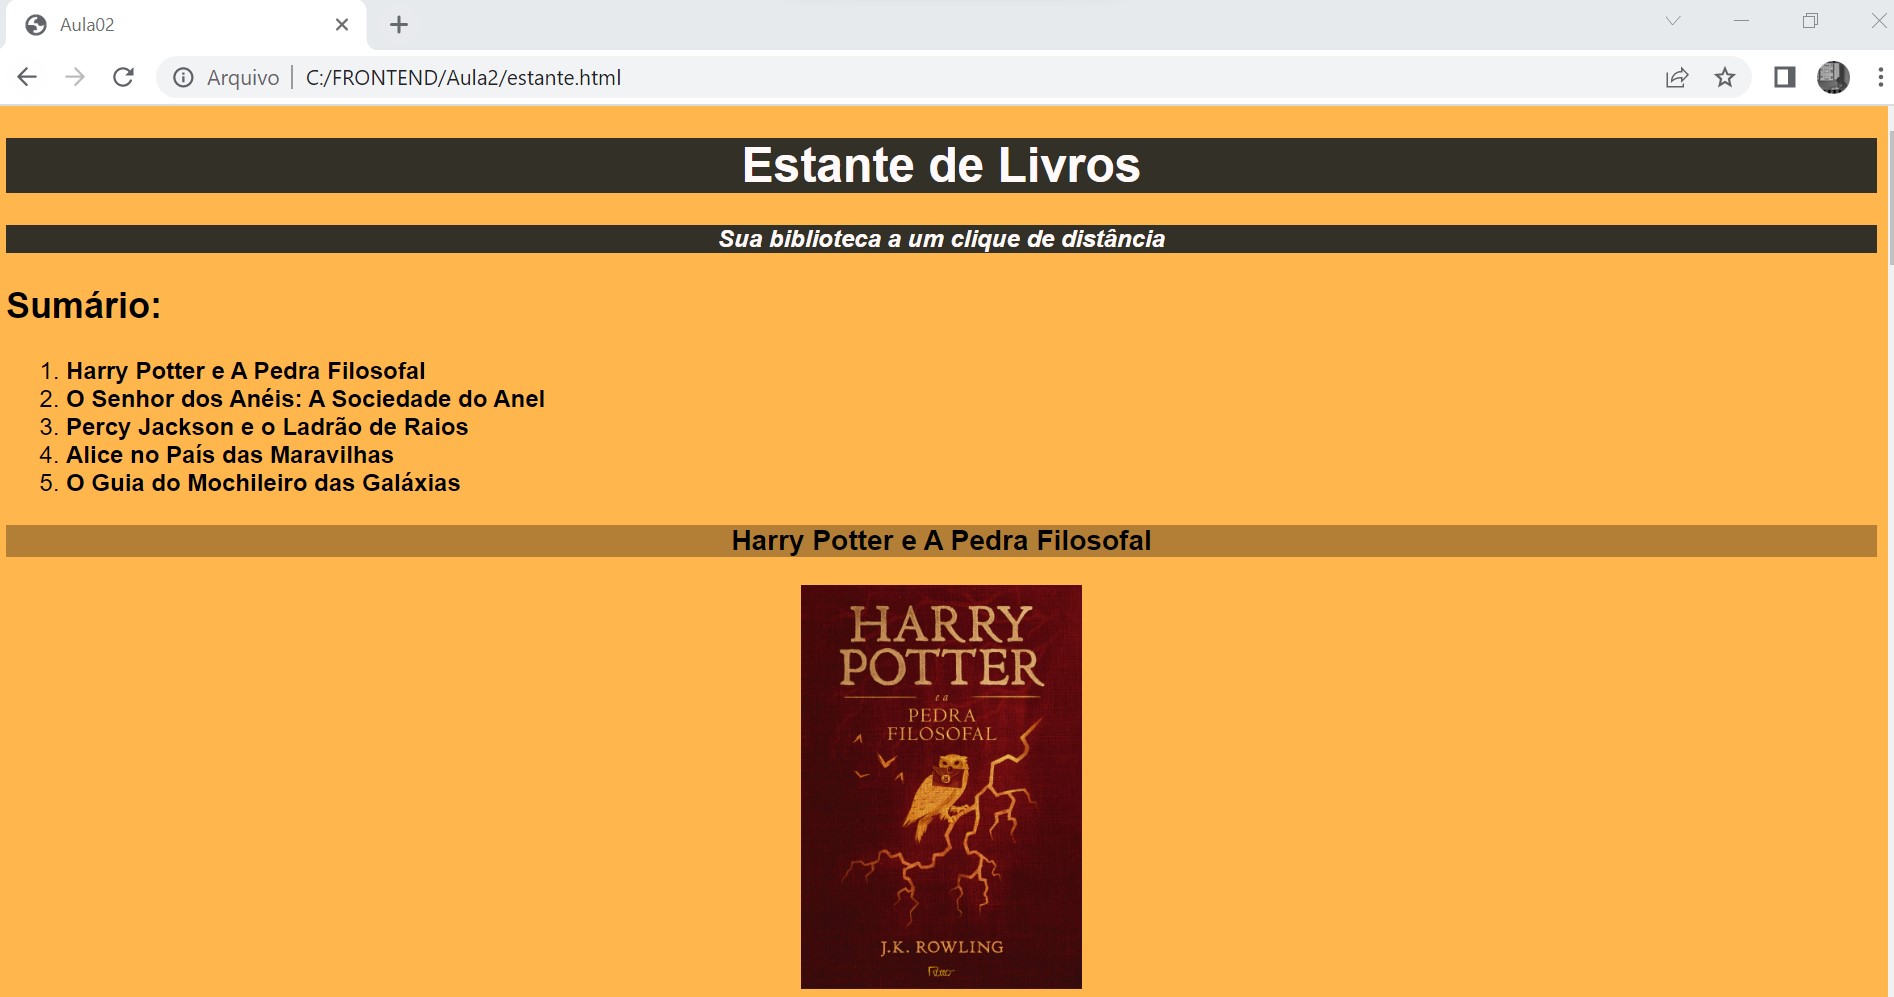 Aula02
Arquivo
C:/FRONTEND/Aula2/estante.html
Estante de Livros
Sua biblioteca a um clique de distância
Sumário:
1. Harry Potter e A Pedra Filosofal
2. O Senhor dos Anéis: A Sociedade do Anel
3. Percy Jackson e o Ladrão de Raios
4. Alice no País das Maravilhas
5. O Guia do Mochileiro das Galáxias
Harry Potter e A Pedra Filosofal
HARRY
POTTER
e a
PEDRA
FILOSOFAL
J.K. ROWLING